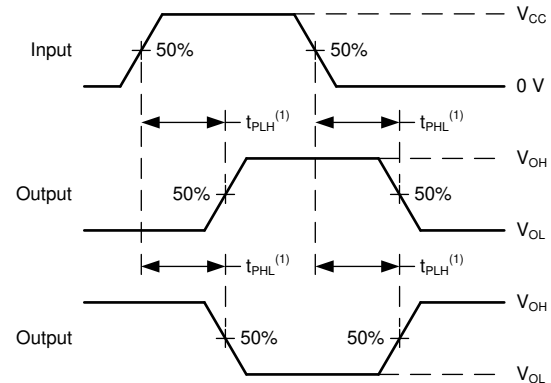 V_CC
Input 50% 50%
0 V
t_PLH^(1) t_PHL^(1)
V_OH
Output 50% 50%
V_OL
t_PHL^(1) t_PLH^(1)
V_OH
Output 50% 50%
V_OL